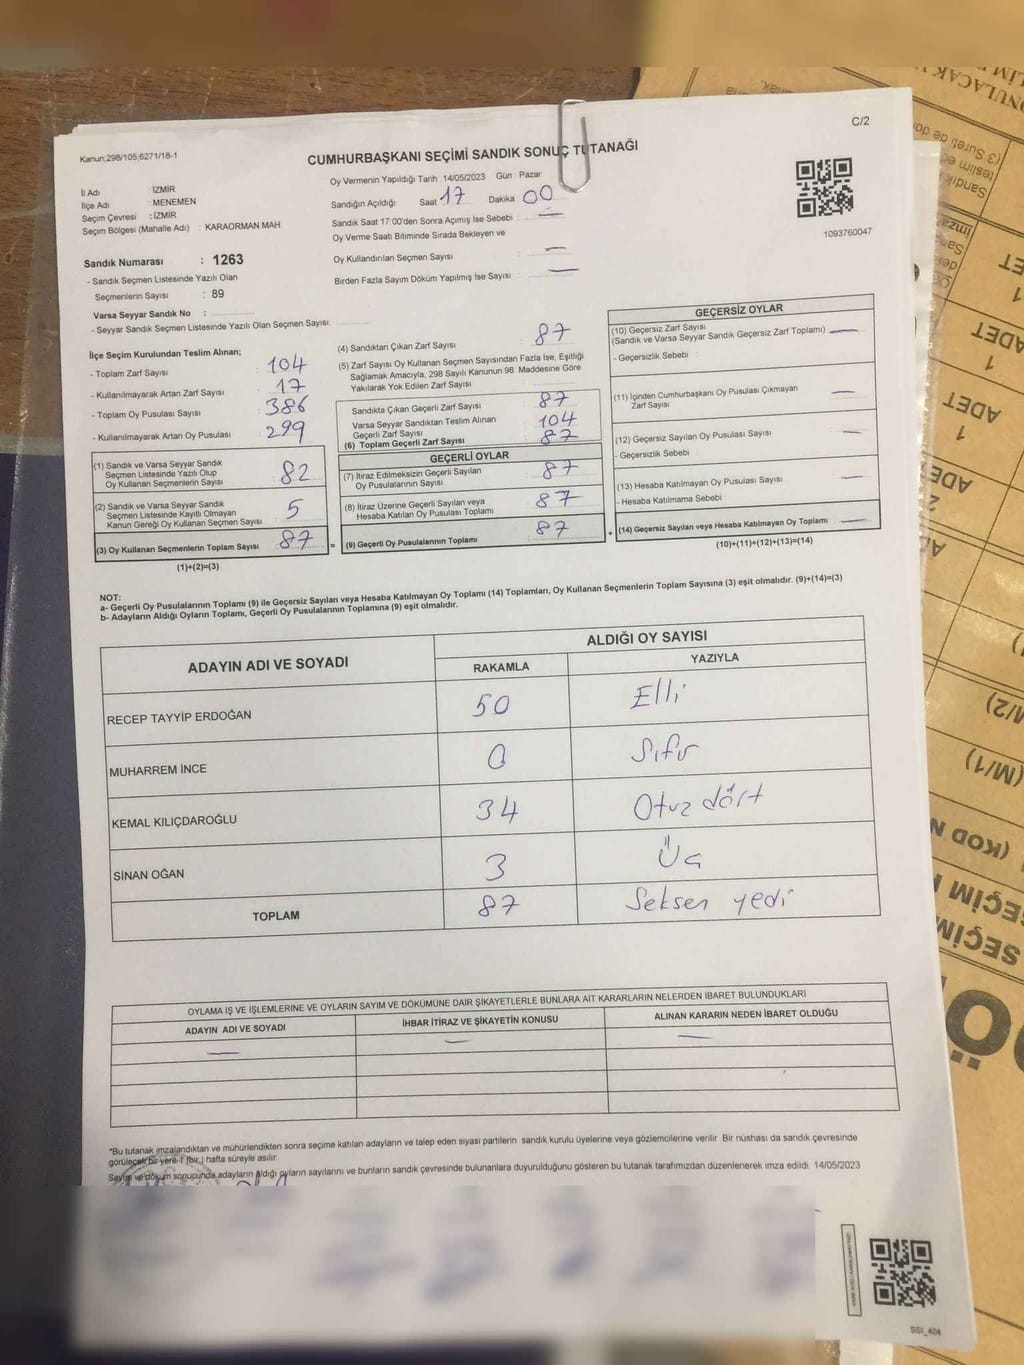 C/2
Kanun:298/105;6271/18-1
CUMHURBAŞKANI SEÇİMİ SANDIK SONUÇ TUTANAĞI
İl Adı : İZMİR
İlçe Adı : MENEMEN
Seçim Çevresi : İZMİR
Seçim Bölgesi (Mahalle Adı) : KARAORMAN MAH
Sandık Numarası : 1263
- Sandık Seçmen Listesinde Yazılı Olan
Seçmenlerin Sayısı : 89
Varsa Seyyar Sandık No :
- Seyyar Sandık Seçmen Listesinde Yazılı Olan Seçmen Sayısı:
Oy Vermenin Yapıldığı Tarih :14/05/2023 Gün : Pazar
Sandığın Açıldığı Saat 17 Dakika 00
Sandık Saat 17:00'den Sonra Açımış İse Sebebi : —
Oy Verme Saati Bitiminde Sırada Bekleyen ve
Oy Kullandırılan Seçmen Sayısı : —
Birden Fazla Sayım Döküm Yapılmış İse Sayısı : —
1093760047
İlçe Seçim Kurulundan Teslim Alınan;
- Toplam Zarf Sayısı : 104
- Kullanılmayarak Artan Zarf Sayısı : 17
- Toplam Oy Pusulası Sayısı : 386
- Kullanılmayarak Artan Oy Pusulası : 299
(1) Sandık ve Varsa Seyyar Sandık
Seçmen Listesinde Yazılı Olup
Oy Kullanan Seçmenlerin Sayısı : 82
(2) Sandık ve Varsa Seyyar Sandık
Seçmen Listesinde Kayıtlı Olmayan
Kanun Gereği Oy Kullanan Seçmen Sayısı : 5
(3) Oy Kullanan Seçmenlerin Toplam Sayısı : 87
(1)+(2)=(3)
(4) Sandıktan Çıkan Zarf Sayısı : 87
(5) Zarf Sayısı Oy Kullanan Seçmen Sayısından Fazla İse, Eşitliği
Sağlamak Amacıyla, 298 Sayılı Kanunun 98. Maddesine Göre
Yakılarak Yok Edilen Zarf Sayısı :
Sandıkta Çıkan Geçerli Zarf Sayısı : 87
Varsa Seyyar Sandıktan Teslim Alınan
Geçerli Zarf Sayısı : 104
(6) Toplam Geçerli Zarf Sayısı : 87
GEÇERLİ OYLAR
(7) İtiraz Edilmeksizin Geçerli Sayılan
Oy Pusulalarının Sayısı : 87
(8) İtiraz Üzerine Geçerli Sayılan veya
Hesaba Katılan Oy Pusulası Toplamı : 87
= (9) Geçerli Oy Pusulalarının Toplamı : 87
GEÇERSİZ OYLAR
(10) Geçersiz Zarf Sayısı
(Sandık ve Varsa Seyyar Sandık Geçersiz Zarf Toplamı) : —
- Geçersizlik Sebebi :
(11) İçinden Cumhurbaşkanı Oy Pusulası Çıkmayan
Zarf Sayısı : —
(12) Geçersiz Sayılan Oy Pusulası Sayısı : —
- Geçersizlik Sebebi :
(13) Hesaba Katılmayan Oy Pusulası Sayısı : —
- Hesaba Katılmama Sebebi :
+ (14) Geçersiz Sayılan veya Hesaba Katılmayan Oy Toplamı : —
(10)+(11)+(12)+(13)=(14)
NOT:
a- Geçerli Oy Pusulalarının Toplamı (9) ile Geçersiz Sayılan veya Hesaba Katılmayan Oy Toplamı (14) Toplamları, Oy Kullanan Seçmenlerin Toplam Sayısına (3) eşit olmalıdır. (9)+(14)=(3)
b- Adayların Aldığı Oyların Toplamı, Geçerli Oy Pusulalarının Toplamına (9) eşit olmalıdır.
ADAYIN ADI VE SOYADI
ALDIĞI OY SAYISI
RAKAMLA YAZIYLA
RECEP TAYYİP ERDOĞAN 50 Elli
MUHARREM İNCE 0 Sıfır
KEMAL KILIÇDAROĞLU 34 Otuz dört
SİNAN OĞAN 3 Üç
TOPLAM 87 Seksen yedi
OYLAMA İŞ VE İŞLEMLERİNE VE OYLARIN SAYIM VE DÖKÜMÜNE DAİR ŞİKAYETLERLE BUNLARA AİT KARARLARIN NELERDEN İBARET BULUNDUKLARI
ADAYIN ADI VE SOYADI İHBAR İTİRAZ VE ŞİKAYETİN KONUSU ALINAN KARARIN NEDEN İBARET OLDUĞU
— — —
*Bu tutanak imzalandıktan ve mühürlendikten sonra seçime katılan adayların ve talep eden siyasi partilerin sandık kurulu üyelerine veya gözlemcilerine verilir. Bir nüshası da sandık çevresinde
görülecek bir yere 1 (bir) hafta süreyle asılır.
Sayım ve döküm sonucunda adayların aldığı oyların sayılarını ve bunların sandık çevresinde bulunanlara duyurulduğunu gösteren bu tutanak tarafımızdan düzenlenerek imza edildi. 14/05/2023
SSI_404
ADET
1
ADET
1
(M/1)
(KOD N